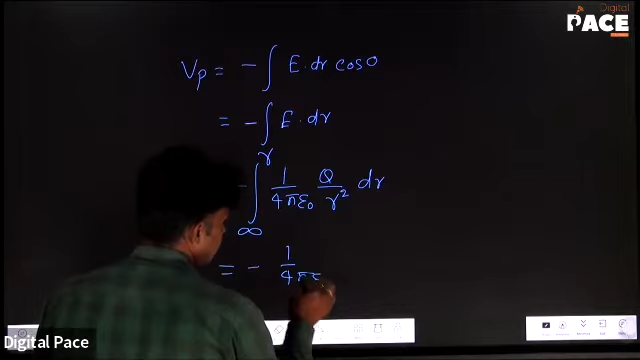 Digital
PACE
Vp = - ∫ E. dr cos0
= - ∫ E. dr
- ∫_∞^r 1/4πε₀ Q/r² dr
= - 1/4πε
Digital Pace